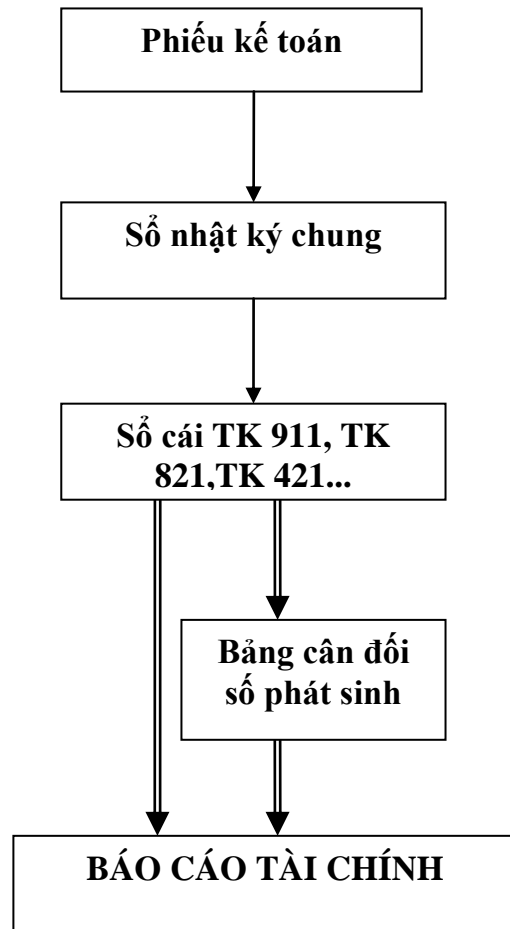 Phiếu kế toán
Sổ nhật ký chung
Sổ cái TK 911, TK
821,TK 421...
Bảng cân đối
số phát sinh
BÁO CÁO TÀI CHÍNH